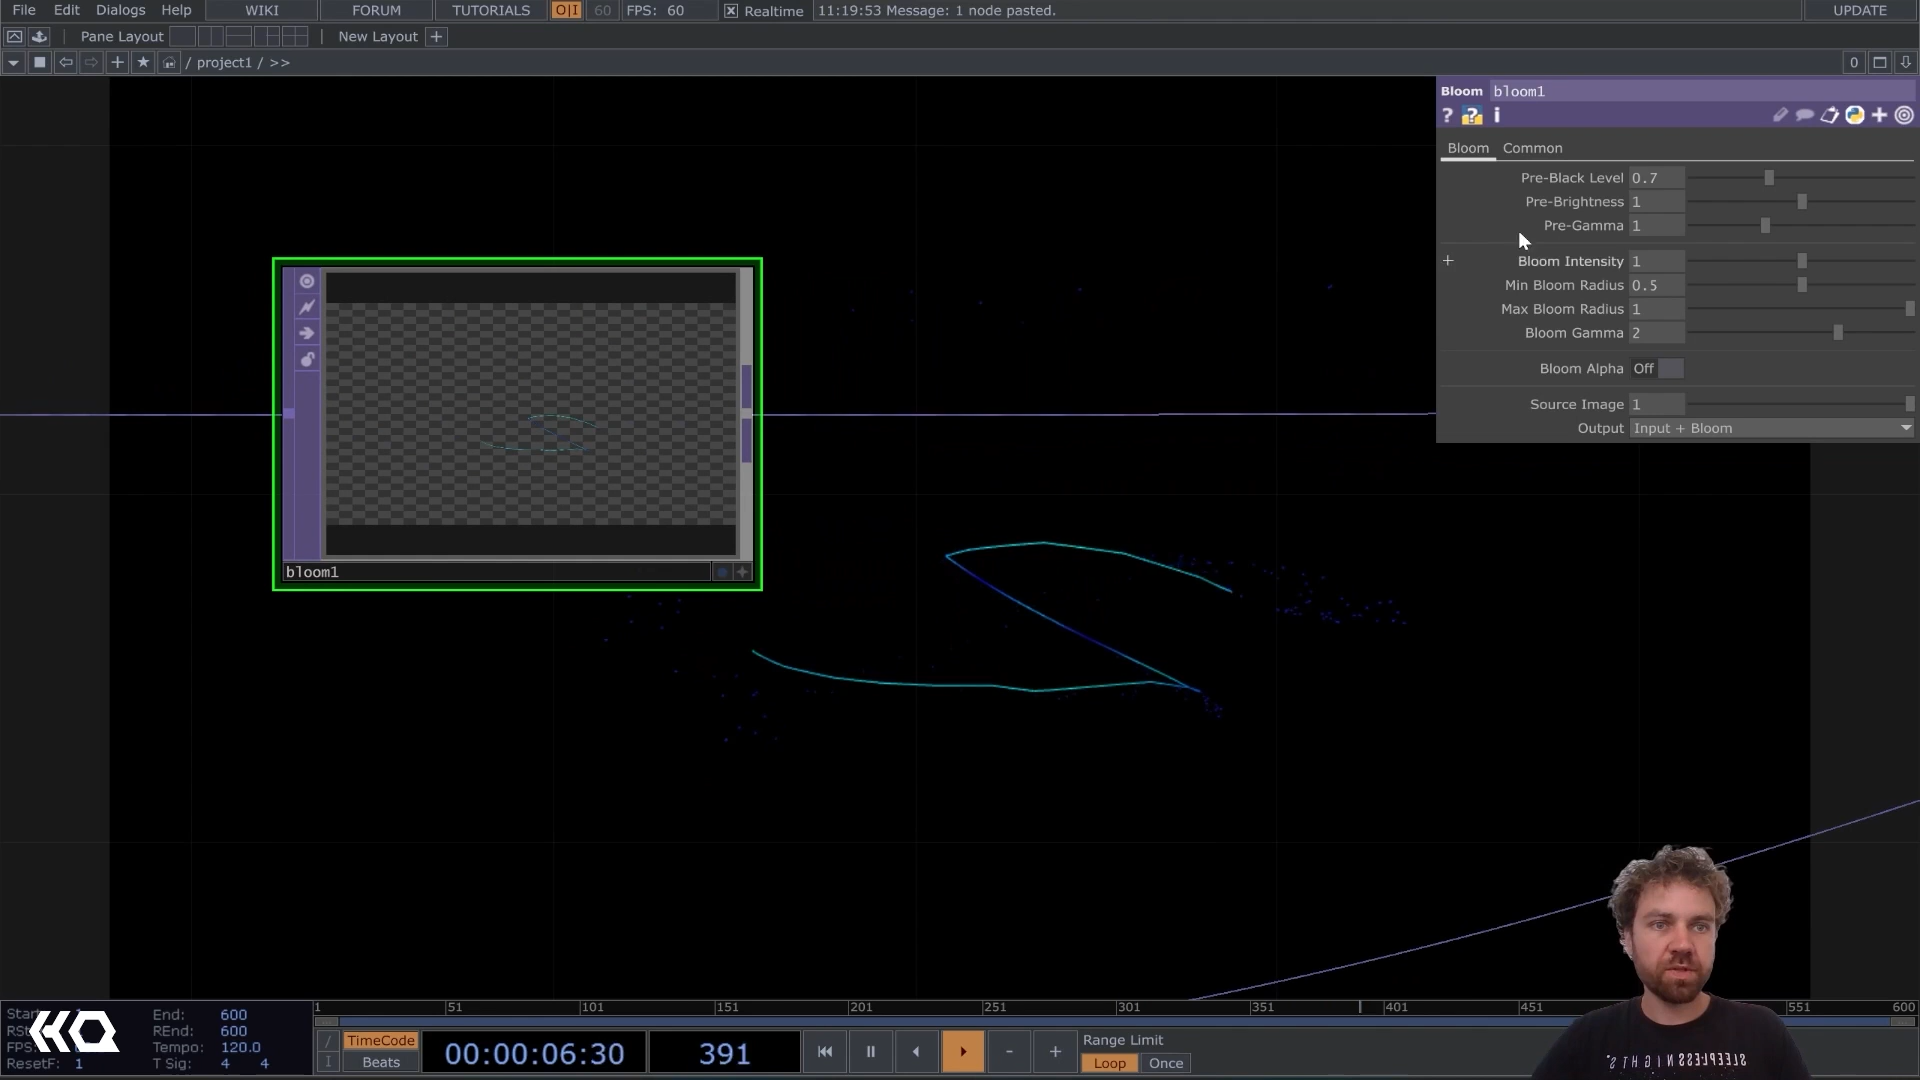 File Edit Dialogs Help WIKI FORUM TUTORIALS O|I 60 FPS: 60 Realtime 11:19:53 Message: 1 node pasted. UPDATE
Pane Layout New Layout +
/ project1 / >> 0
Bloom bloom1
? ? i
Bloom Common
Pre-Black Level 0.7
Pre-Brightness 1
Pre-Gamma 1
+ Bloom Intensity 1
Min Bloom Radius 0.5
Max Bloom Radius 1
Bloom Gamma 2
Bloom Alpha Off
Source Image 1
Output Input + Bloom
bloom1
1 51 101 151 201 251 301 351 401 451 551 600
End: 600
REnd: 600
FPS: Tempo: 120.0
ResetF: 1 T Sig: 4 4
HQ
/ TimeCode
I Beats
00:00:06:30
391
- +
Range Limit
Loop Once
SLEEPLESS NIGHTS.